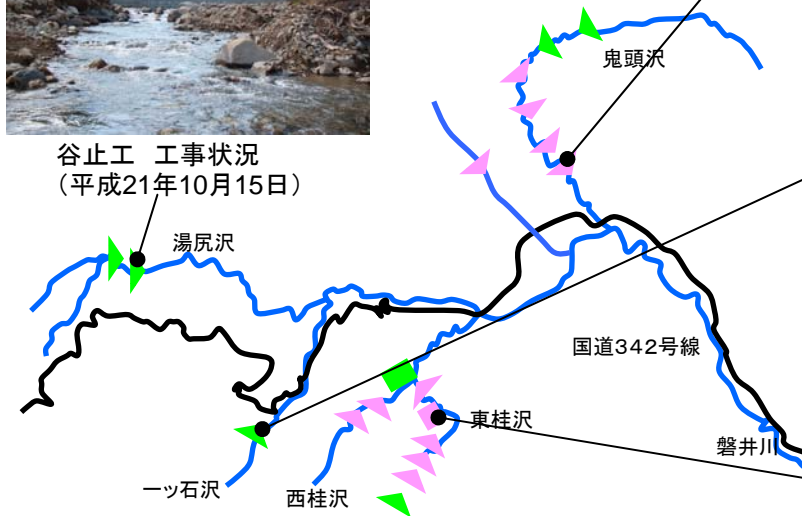 鬼頭沢
谷止工 工事状況
（平成21年10月15日）
湯尻沢
国道342号線
東桂沢
磐井川
一ッ石沢
西桂沢